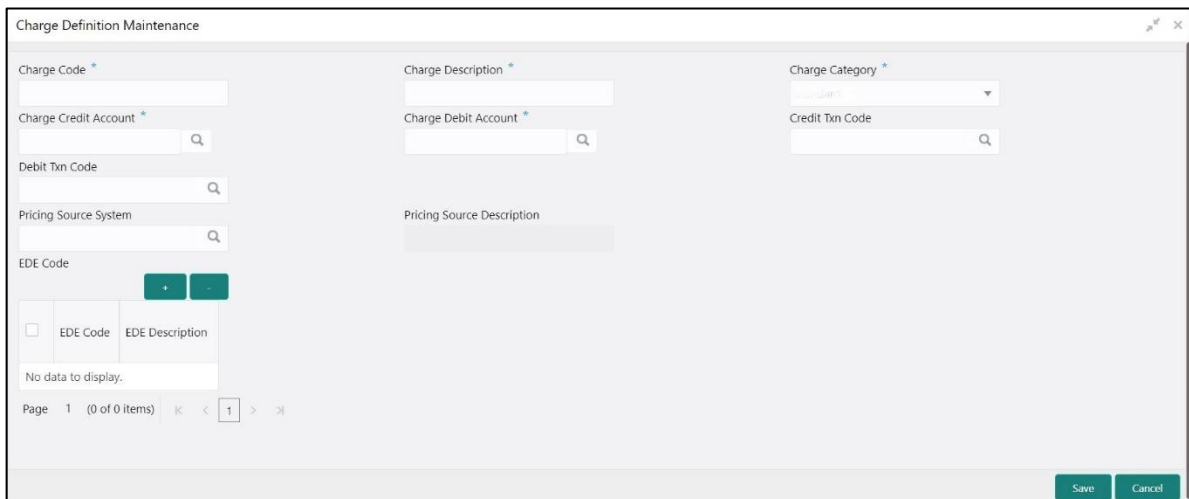 Charge Definition Maintenance
Charge Code * Charge Description * Charge Category *
Charge Credit Account * Charge Debit Account * Credit Txn Code
Debit Txn Code
Pricing Source System Pricing Source Description
EDE Code
+ -
EDE Code EDE Description
No data to display.
Page 1 (0 of 0 items) 1
Save Cancel